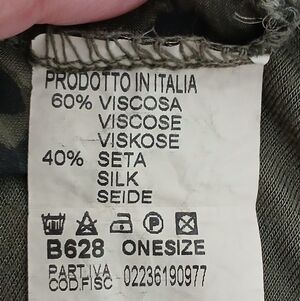 PRODOTTO IN ITALIA
60% VISCOSA
VISCOSE
VISKOSE
40% SETA
SILK
SEIDE
P
B628 ONESIZE
PART.IVA
COD.FISC 02236190977